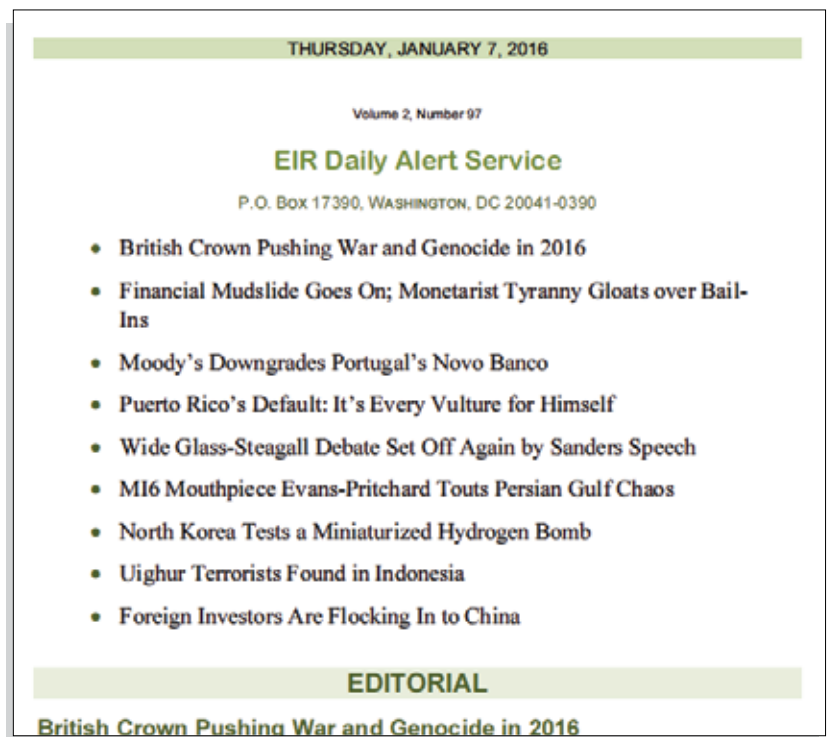 THURSDAY, JANUARY 7, 2016
Volume 2, Number 97
EIR Daily Alert Service
P.O. BOX 17390, WASHINGTON, DC 20041-0390
• British Crown Pushing War and Genocide in 2016
• Financial Mudslide Goes On; Monetarist Tyranny Gloats over Bail-
Ins
• Moody's Downgrades Portugal's Novo Banco
• Puerto Rico's Default: It's Every Vulture for Himself
• Wide Glass-Steagall Debate Set Off Again by Sanders Speech
• MI6 Mouthpiece Evans-Pritchard Touts Persian Gulf Chaos
• North Korea Tests a Miniaturized Hydrogen Bomb
• Uighur Terrorists Found in Indonesia
• Foreign Investors Are Flocking In to China
EDITORIAL
British Crown Pushing War and Genocide in 2016